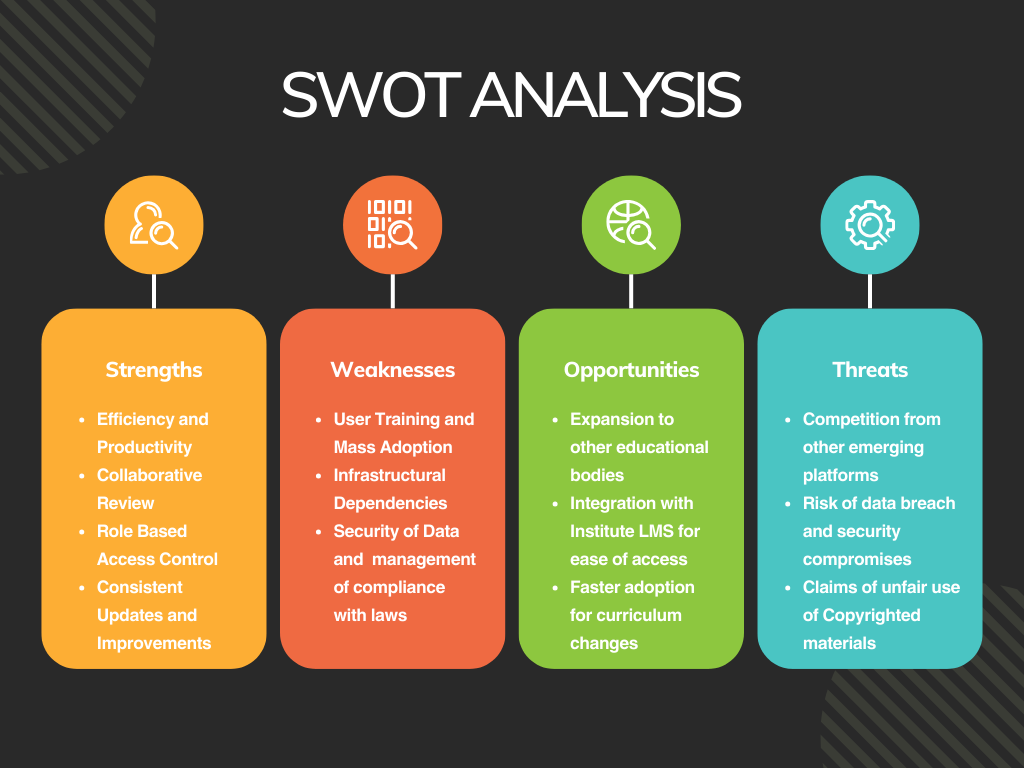 SWOT ANALYSIS
Strengths
• Efficiency and
Productivity
• Collaborative
Review
• Role Based
Access Control
• Consistent
Updates and
Improvements
Weaknesses
• User Training and
Mass Adoption
• Infrastructural
Dependencies
• Security of Data
and  management
of compliance
with laws
Opportunities
• Expansion to
other educational
bodies
• Integration with
Institute LMS for
ease of access
• Faster adoption
for curriculum
changes
Threats
• Competition from
other emerging
platforms
• Risk of data breach
and security
compromises
• Claims of unfair use
of Copyrighted
materials